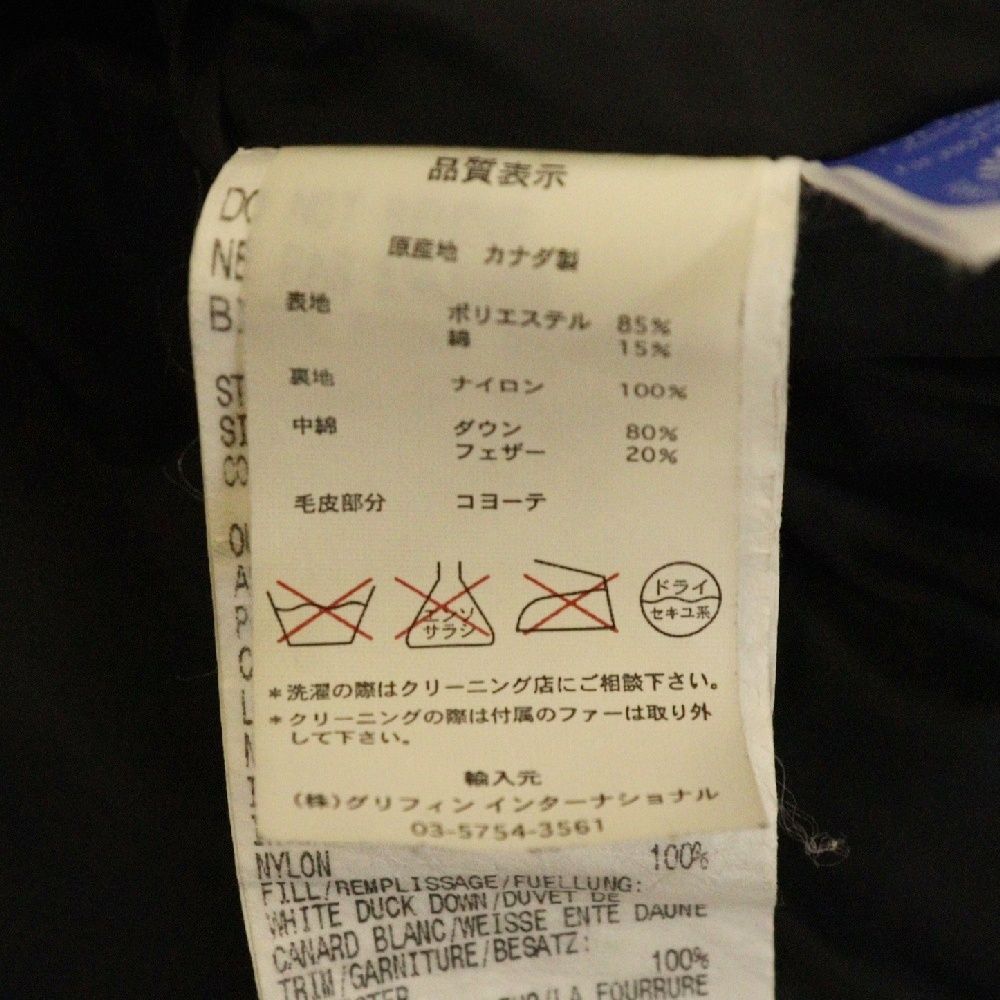 品質表示
原産地 カナダ製
表地 ポリエステル 85%
綿 15%
裏地 ナイロン 100%
中綿 ダウン 80%
フェザー 20%
毛皮部分 コヨーテ
エンソ
サラシ
ドライ
セキユ系
*洗濯の際はクリーニング店にご相談下さい。
*クリーニングの際は付属のファーは取り外
して下さい。
輸入元
(株)グリフィン インターナショナル
03-5754-3561
NYLON 100%
FILL/REMPLISSAGE/FUELLUNG:
WHITE DUCK DOWN/DUVET DE
CANARD BLANC/WEISSE ENTE DAUNE
100%
TRIM/GARNITURE/BESATZ:
FOURRURE